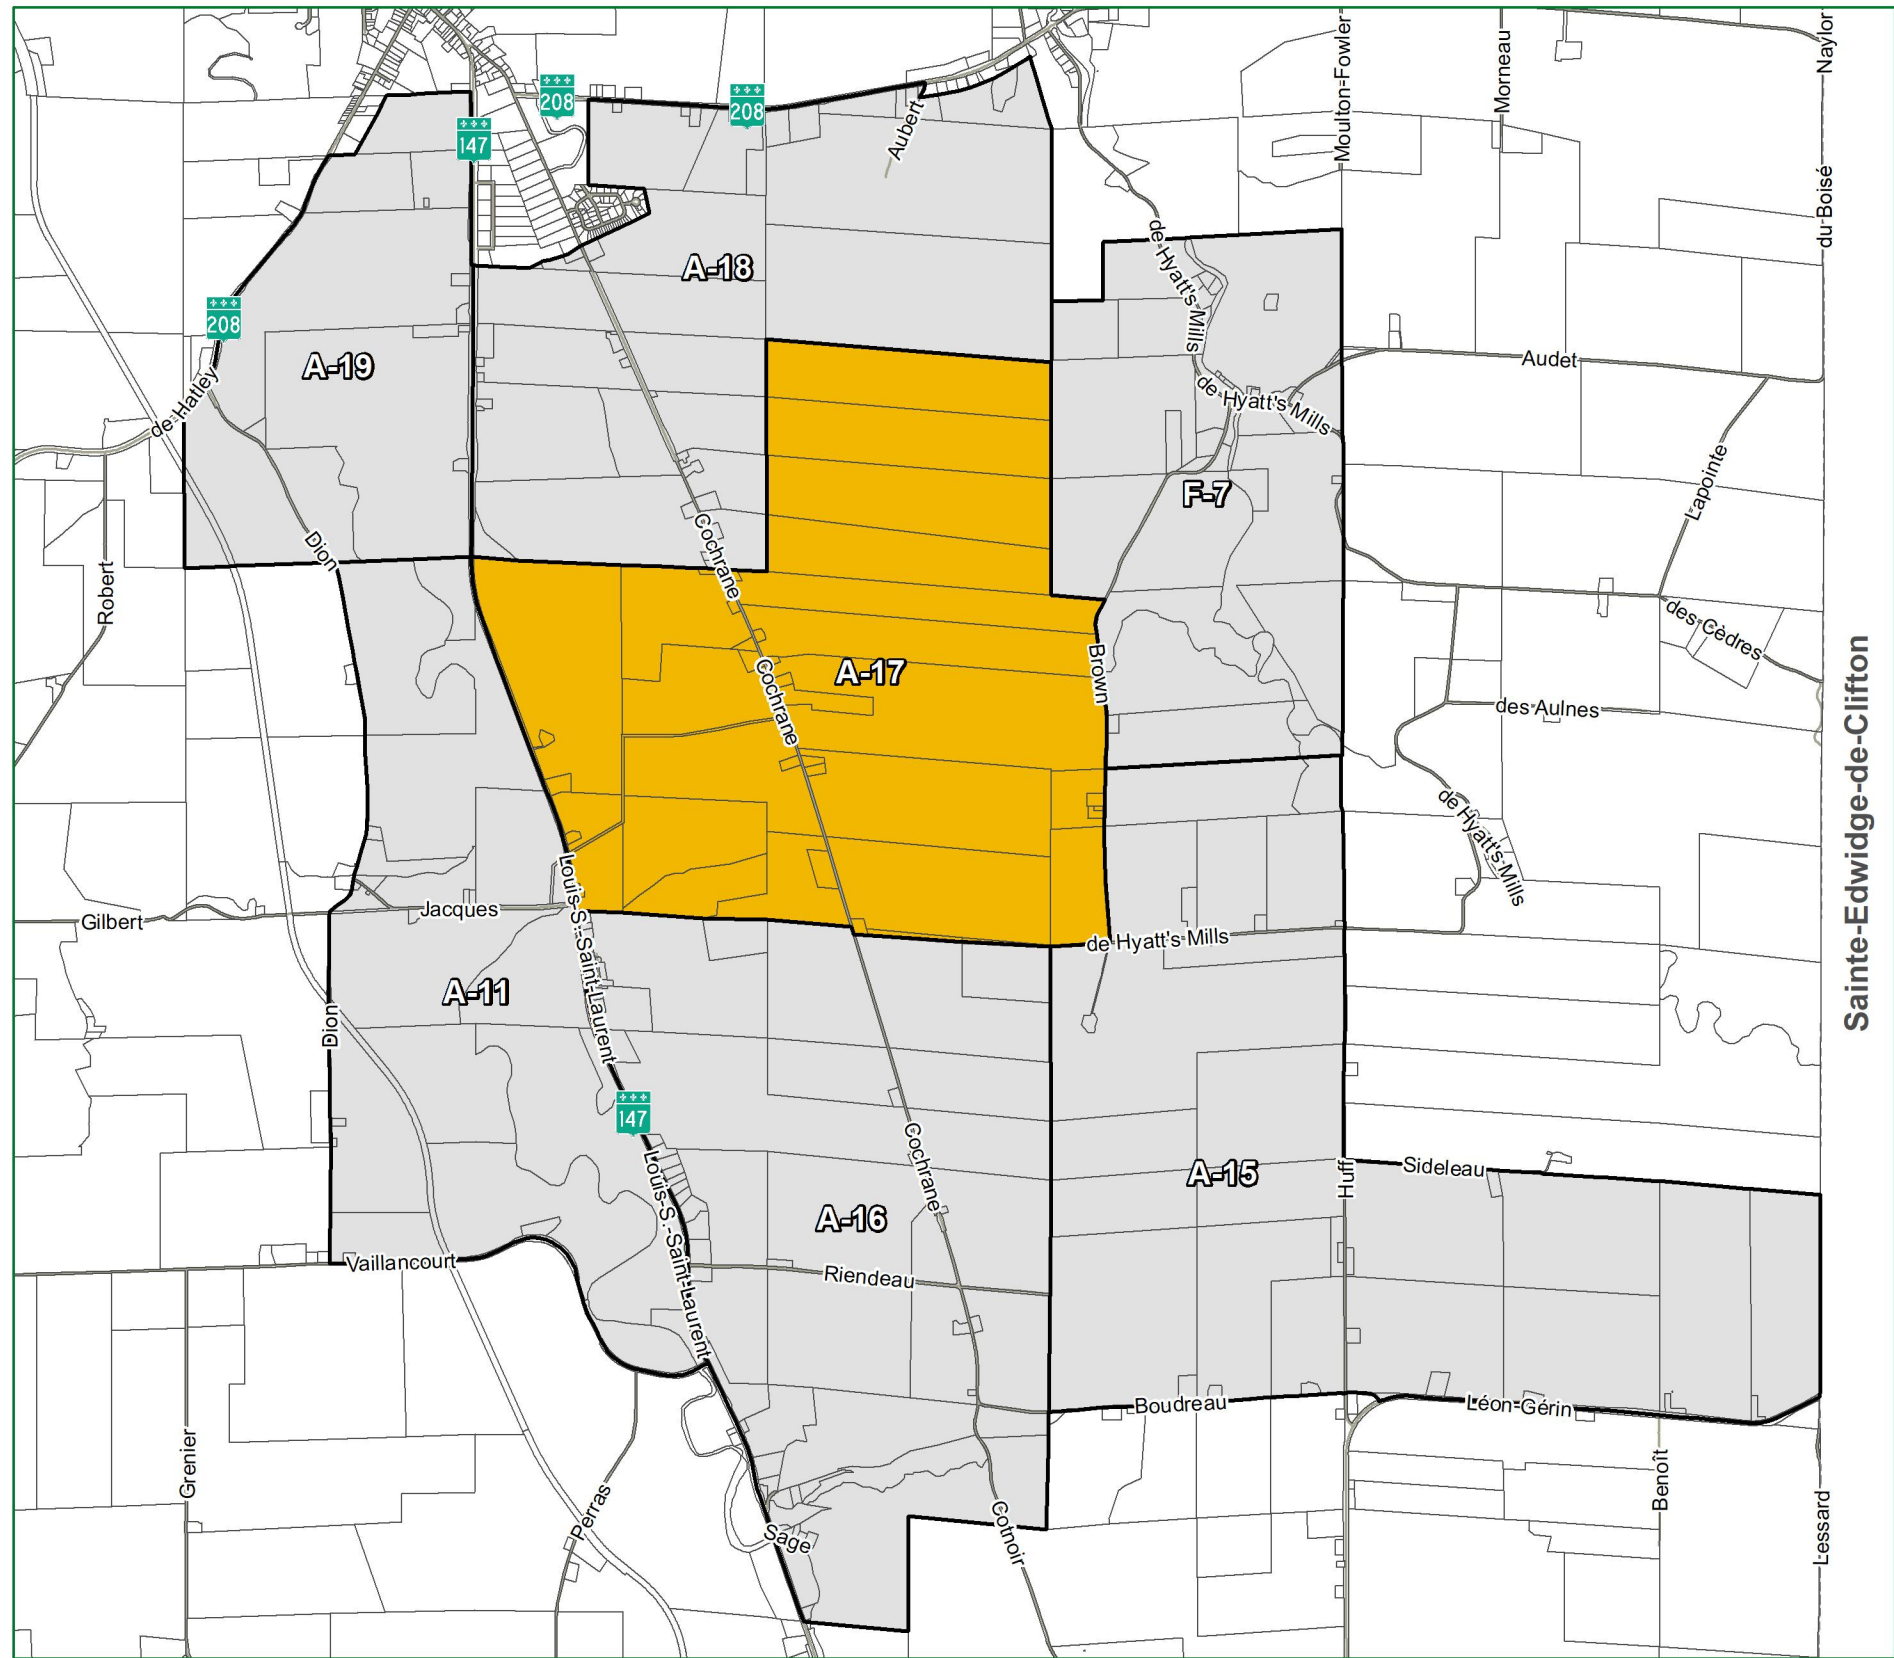 208
208
147
Aubert
Moulton-Fowler
Morneau
Naylor
du Boisé
de Hyatt's Mills
A-18
208
A-19
de Hatley
Audet
de Hyatt's Mills
Lapointe
F-7
Dion
Cochrane
Robert
des Cèdres
Cochrane
A-17
Brown
des Aulnes
Sainte-Edwidge-de-Clifton
de Hyatt's Mills
Louis-S.-Saint-Laurent
Gilbert
Jacques
de Hyatt's Mills
A-11
Dion
147
Cochrane
Louis-S.-Saint-Laurent
A-16
A-15
Huff
Sideleau
Vaillancourt
Riendeau
Boudreau
Léon-Gérin
Grenier
Perras
Sage
Cotnoir
Benoît
Lessard